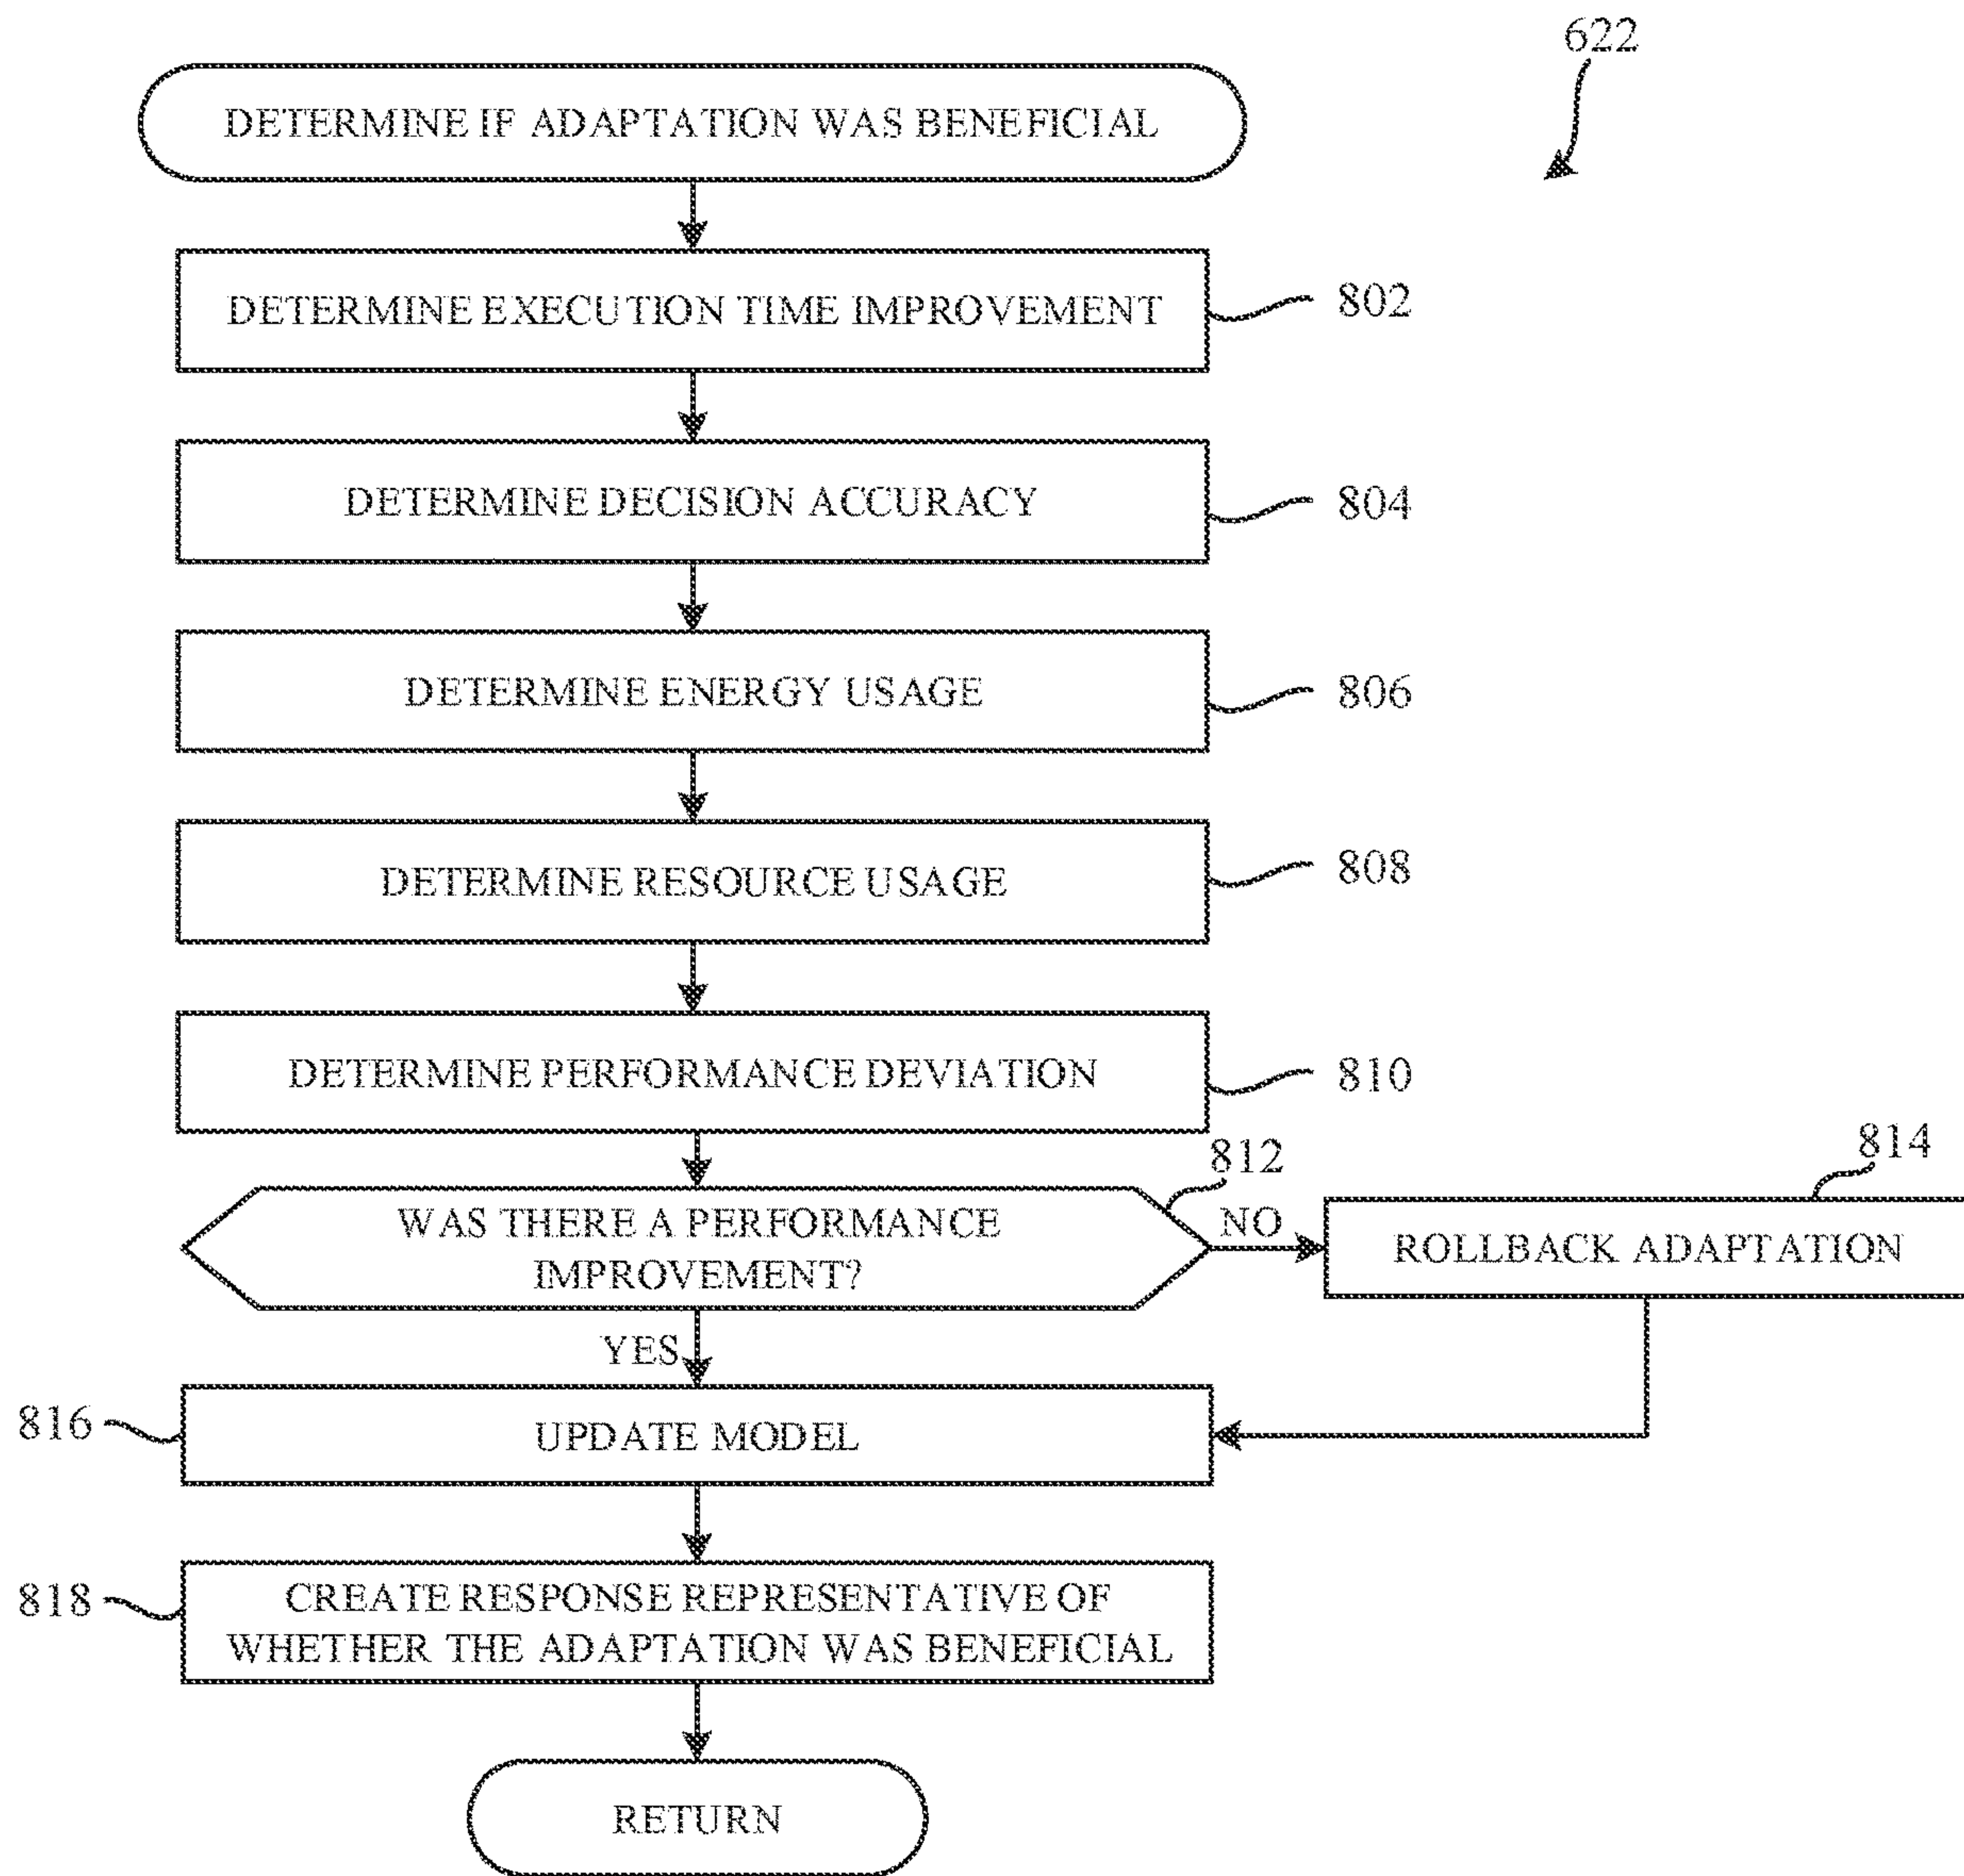 622
DETERMINE IF ADAPTATION WAS BENEFICIAL
DETERMINE EXECUTION TIME IMPROVEMENT
802
DETERMINE DECISION ACCURACY
804
DETERMINE ENERGY USAGE
806
DETERMINE RESOURCE USAGE
808
DETERMINE PERFORMANCE DEVIATION
810
812
WAS THERE A PERFORMANCE
IMPROVEMENT?
NO
814
ROLLBACK ADAPTATION
YES
816
UPDATE MODEL
818
CREATE RESPONSE REPRESENTATIVE OF
WHETHER THE ADAPTATION WAS BENEFICIAL
RETURN